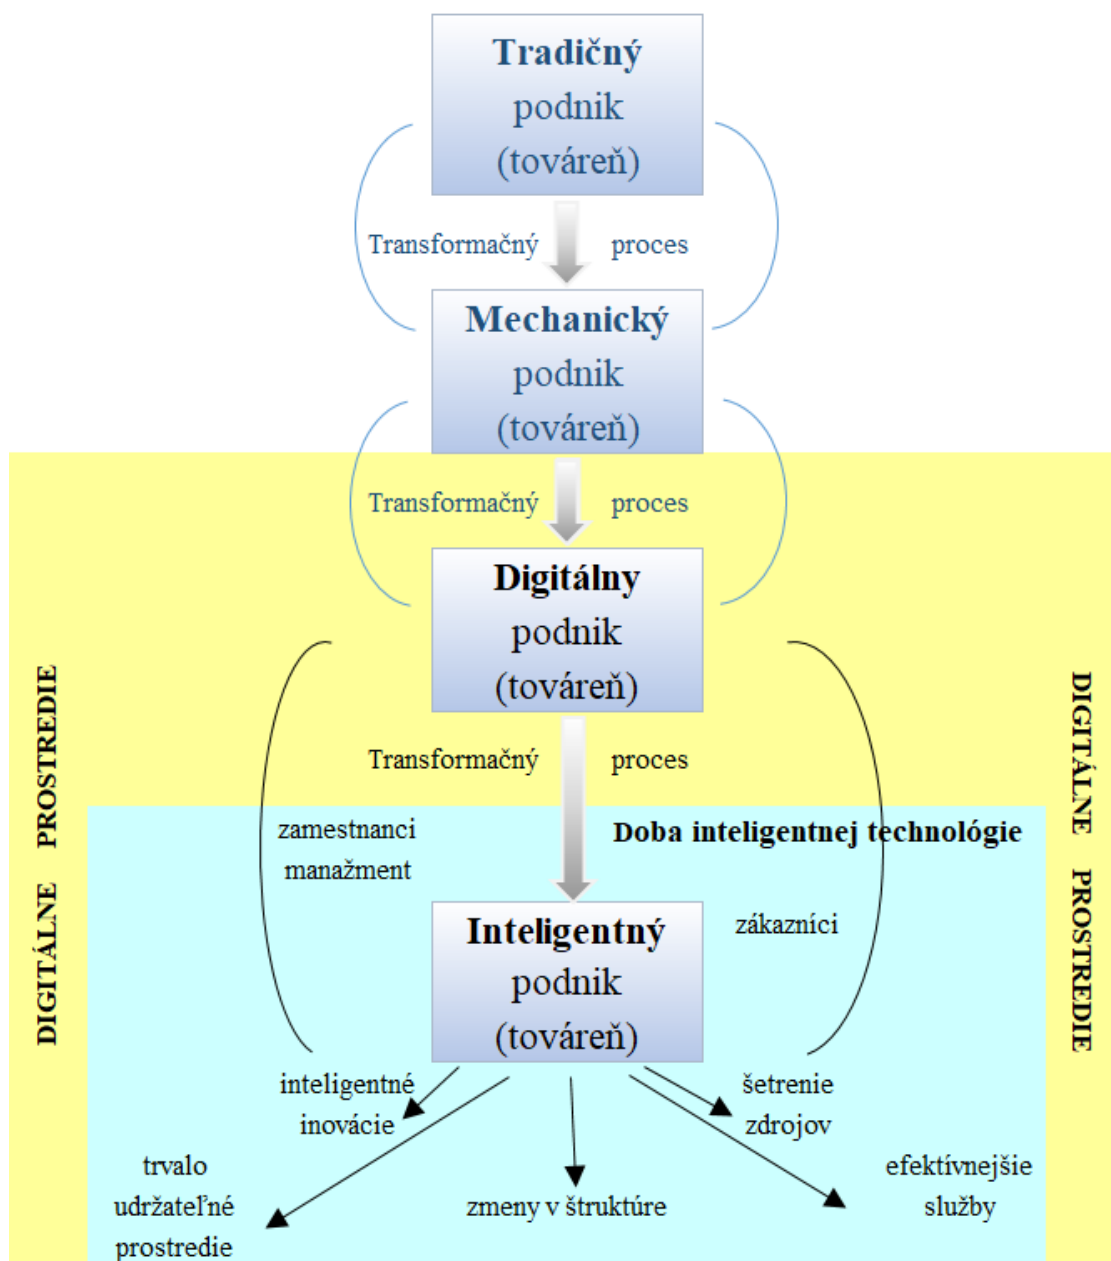 Tradičný
podnik
(továreň)
Transformačný proces
Mechanický
podnik
(továreň)
Transformačný proces
Digitálny
podnik
(továreň)
DIGITÁLNE PROSTREDIE
DIGITÁLNE PROSTREDIE
Transformačný proces
zamestnanci
manažment
Doba inteligentnej technológie
Inteligentný
podnik
(továreň)
zákazníci
inteligentné
inovácie
šetrenie
zdrojov
trvalo
udržateľné
prostredie
zmeny v štruktúre
efektívnejšie
služby